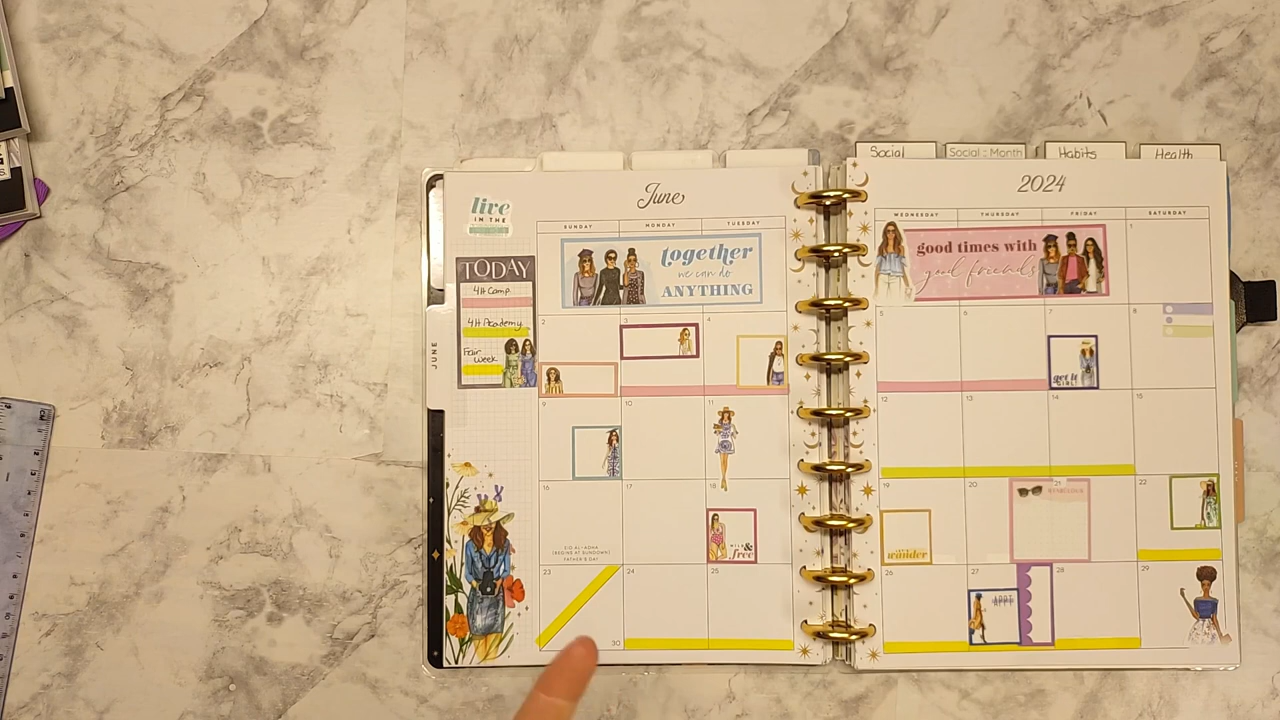 Social
Social : Month
Habits
Health
June
2024
live
IN THE
SUNDAY
MONDAY
TUESDAY
WEDNESDAY
THURSDAY
FRIDAY
SATURDAY
together
we can do
ANYTHING
good times with
good friends
TODAY
4H Camp
4H Academy
Fair
week
JUNE
1
2
3
4
5
6
7
8
get it
GIRL!
9
10
11
12
13
14
15
16
EID AL-ADHA
(BEGINS AT SUNDOWN)
FATHER'S DAY
18
WILD &
free
19
wander
20
21
22
23
30
24
25
26
27
APPT
28
29